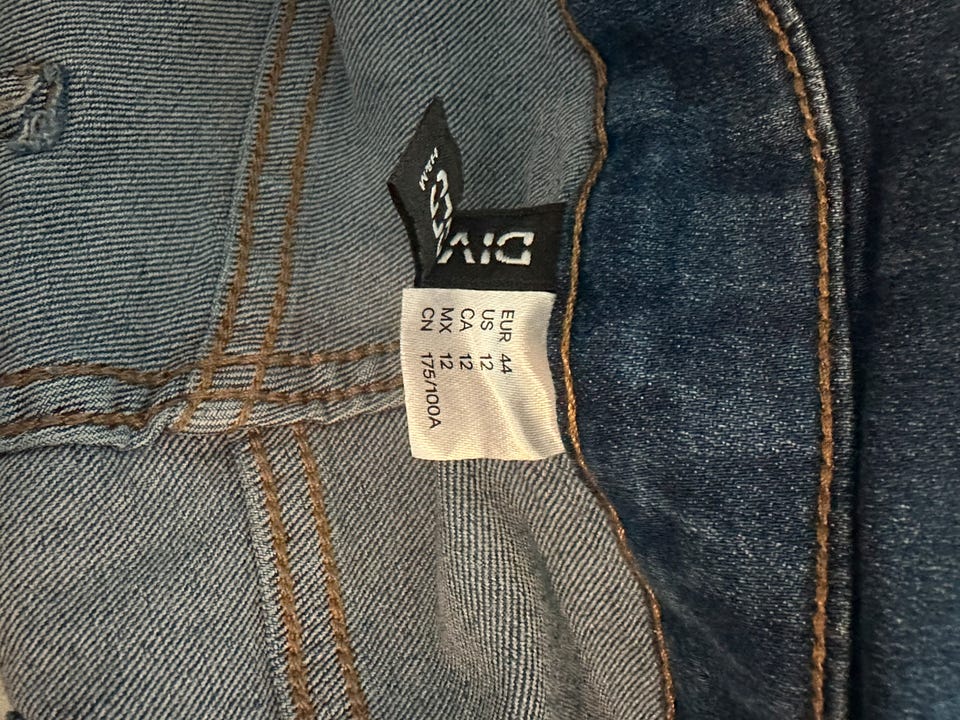 DIV
H&M
EUR 44
US 12
CA 12
MX 12
CN 175/100A